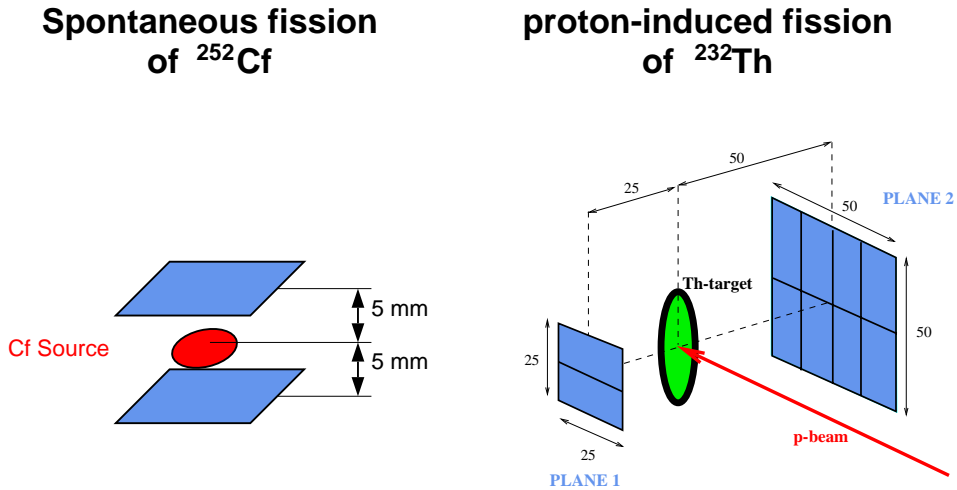 Spontaneous fission
of ²⁵²Cf
proton-induced fission
of ²³²Th
50
25
50
PLANE 2
Th-target
5 mm
Cf Source
5 mm
25
50
p-beam
25
PLANE 1